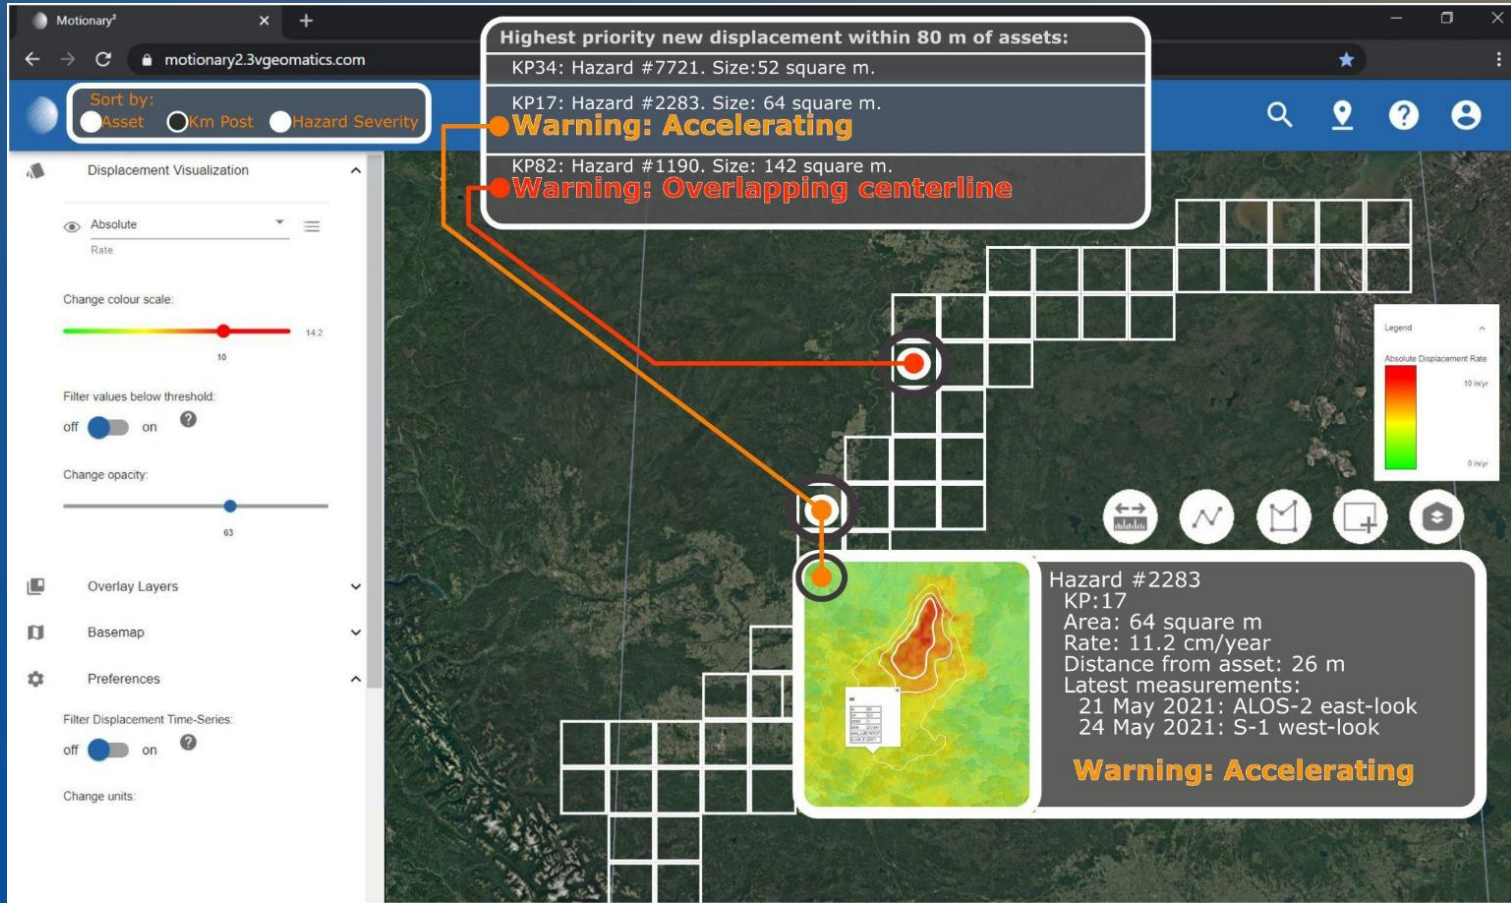 Motionary²
motionary2.3vgeomatics.com
Highest priority new displacement within 80 m of assets:
KP34: Hazard #7721. Size:52 square m.
KP17: Hazard #2283. Size: 64 square m.
Warning: Accelerating
KP82: Hazard #1190. Size: 142 square m.
Warning: Overlapping centerline
Sort by:
Asset Km Post Hazard Severity
Displacement Visualization
Absolute
Rate
Change colour scale:
14.2
10
Filter values below threshold:
off on
Change opacity:
63
Overlay Layers
Basemap
Preferences
Filter Displacement Time-Series:
off on
Change units:
Legend
Absolute Displacement Rate
10 in/yr
0 in/yr
Hazard #2283
KP:17
Area: 64 square m
Rate: 11.2 cm/year
Distance from asset: 26 m
Latest measurements:
21 May 2021: ALOS-2 east-look
24 May 2021: S-1 west-look
Warning: Accelerating